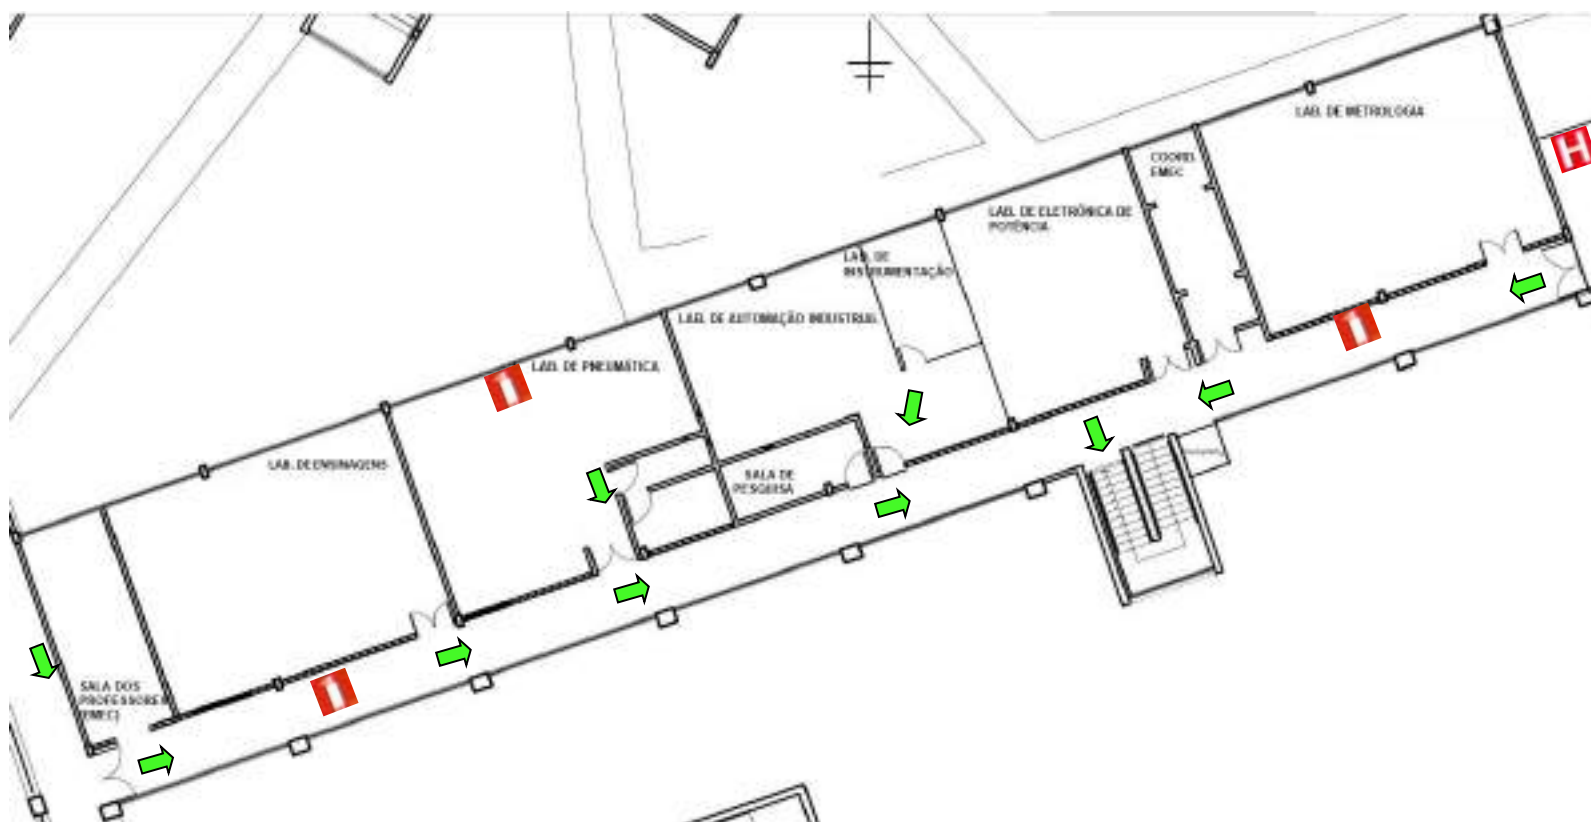 LAB. DE METROLOGIA
COORD.
EMEC
LAB. DE ELETRÔNICA DE
POTÊNCIA
LAB. DE
INSTRUMENTAÇÃO
LAB. DE AUTOMAÇÃO INDUSTRIAL
LAB. DE PNEUMÁTICA
LAB. DE ENSINAGENS
SALA DE
PESQUISA
SALA DOS
PROFESSORES
(EMEC)
H